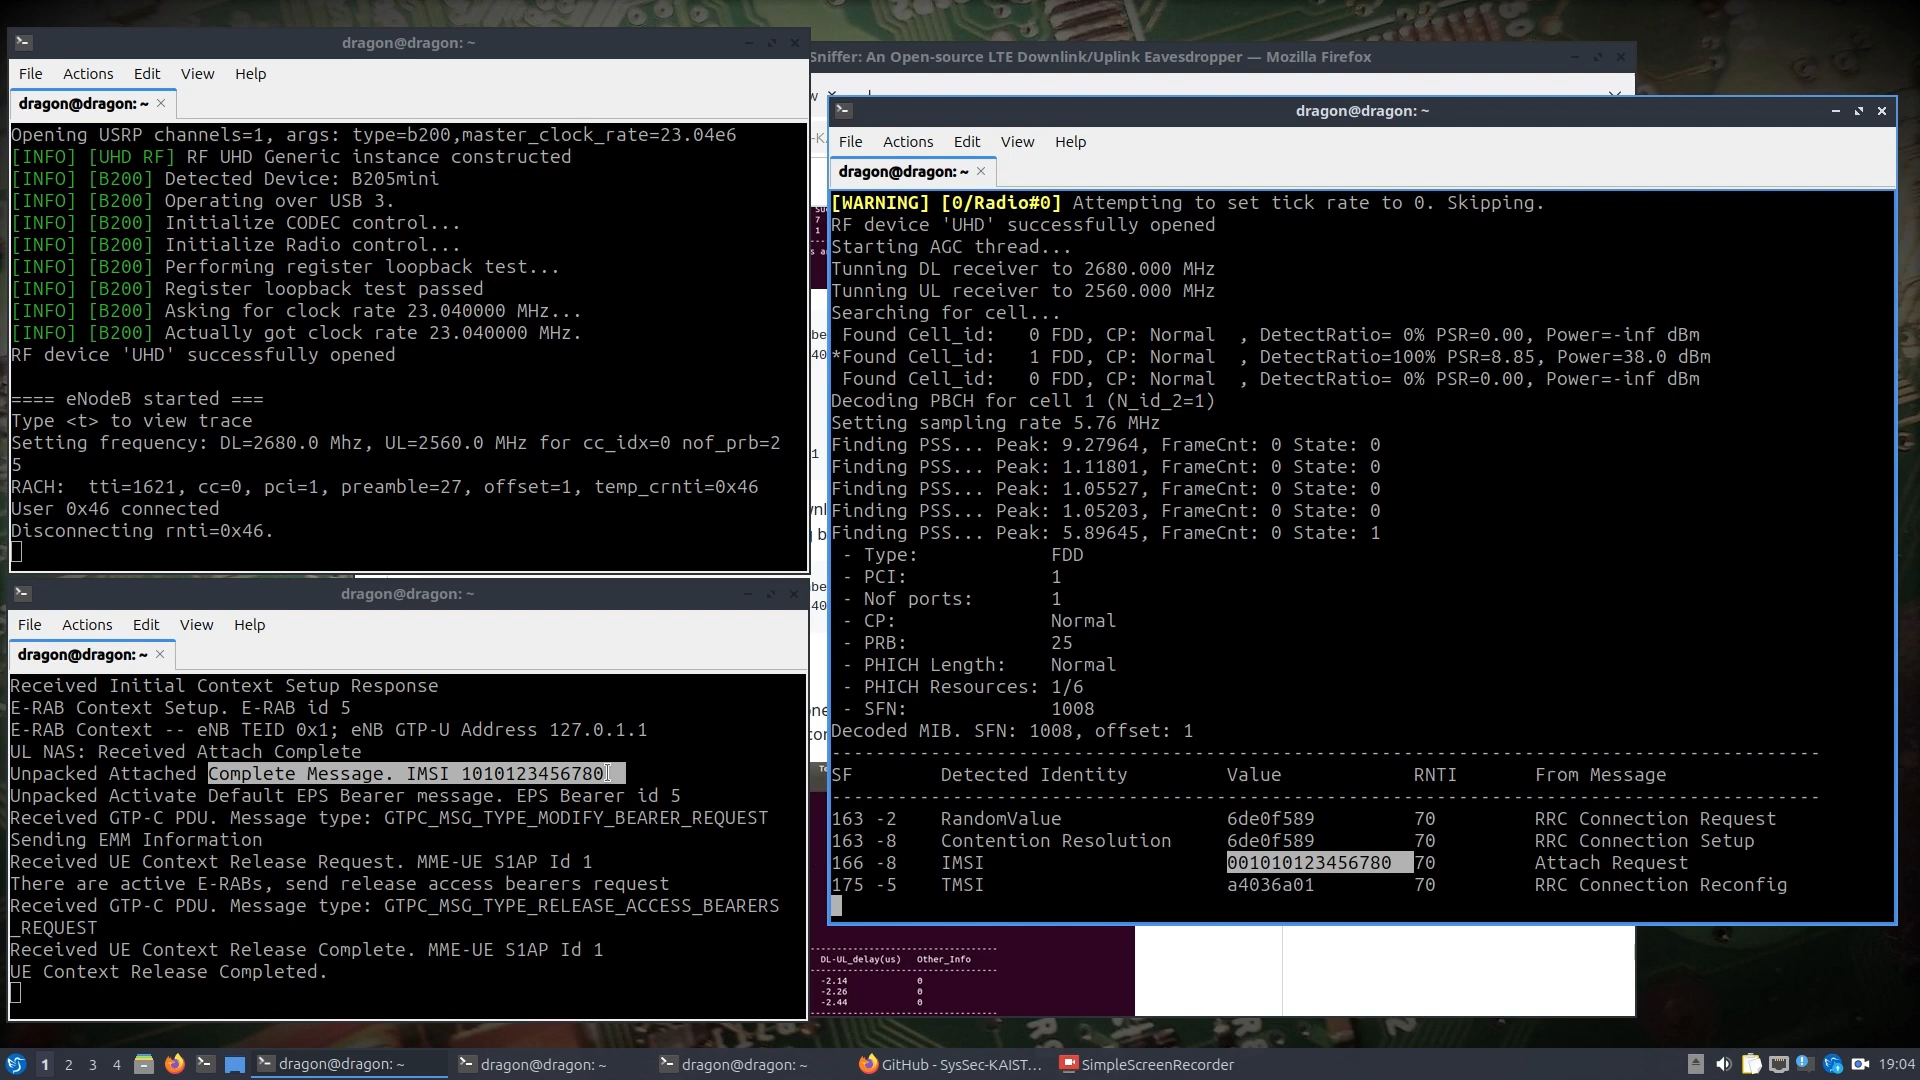 dragon@dragon: ~
File Actions Edit View Help
dragon@dragon: ~
Opening USRP channels=1, args: type=b200,master_clock_rate=23.04e6
[INFO] [UHD RF] RF UHD Generic instance constructed
[INFO] [B200] Detected Device: B205mini
[INFO] [B200] Operating over USB 3.
[INFO] [B200] Initialize CODEC control...
[INFO] [B200] Initialize Radio control...
[INFO] [B200] Performing register loopback test...
[INFO] [B200] Register loopback test passed
[INFO] [B200] Asking for clock rate 23.040000 MHz...
[INFO] [B200] Actually got clock rate 23.040000 MHz.
RF device 'UHD' successfully opened
==== eNodeB started ===
Type <t> to view trace
Setting frequency: DL=2680.0 Mhz, UL=2560.0 MHz for cc_idx=0 nof_prb=2
5
RACH:  tti=1621, cc=0, pci=1, preamble=27, offset=1, temp_crnti=0x46
User 0x46 connected
Disconnecting rnti=0x46.
dragon@dragon: ~
File Actions Edit View Help
dragon@dragon: ~
Received Initial Context Setup Response
E-RAB Context Setup. E-RAB id 5
E-RAB Context -- eNB TEID 0x1; eNB GTP-U Address 127.0.1.1
UL NAS: Received Attach Complete
Unpacked Attached Complete Message. IMSI 1010123456780
Unpacked Activate Default EPS Bearer message. EPS Bearer id 5
Received GTP-C PDU. Message type: GTPC_MSG_TYPE_MODIFY_BEARER_REQUEST
Sending EMM Information
Received UE Context Release Request. MME-UE S1AP Id 1
There are active E-RABs, send release access bearers request
Received GTP-C PDU. Message type: GTPC_MSG_TYPE_RELEASE_ACCESS_BEARERS
_REQUEST
Received UE Context Release Complete. MME-UE S1AP Id 1
UE Context Release Completed.
Sniffer: An Open-source LTE Downlink/Uplink Eavesdropper — Mozilla Firefox
dragon@dragon: ~
File Actions Edit View Help
dragon@dragon: ~
[WARNING] [0/Radio#0] Attempting to set tick rate to 0. Skipping.
RF device 'UHD' successfully opened
Starting AGC thread...
Tunning DL receiver to 2680.000 MHz
Tunning UL receiver to 2560.000 MHz
Searching for cell...
Found Cell_id:   0 FDD, CP: Normal  , DetectRatio= 0% PSR=0.00, Power=-inf dBm
*Found Cell_id:   1 FDD, CP: Normal  , DetectRatio=100% PSR=8.85, Power=38.0 dBm
Found Cell_id:   0 FDD, CP: Normal  , DetectRatio= 0% PSR=0.00, Power=-inf dBm
Decoding PBCH for cell 1 (N_id_2=1)
Setting sampling rate 5.76 MHz
Finding PSS... Peak: 9.27964, FrameCnt: 0 State: 0
Finding PSS... Peak: 1.11801, FrameCnt: 0 State: 0
Finding PSS... Peak: 1.05527, FrameCnt: 0 State: 0
Finding PSS... Peak: 1.05203, FrameCnt: 0 State: 0
Finding PSS... Peak: 5.89645, FrameCnt: 0 State: 1
- Type: FDD
- PCI: 1
- Nof ports: 1
- CP: Normal
- PRB: 25
- PHICH Length: Normal
- PHICH Resources: 1/6
- SFN: 1008
Decoded MIB. SFN: 1008, offset: 1
SF Detected Identity Value RNTI From Message
163 -2 RandomValue 6de0f589 70 RRC Connection Request
163 -8 Contention Resolution 6de0f589 70 RRC Connection Setup
166 -8 IMSI 001010123456780 70 Attach Request
175 -5 TMSI a4036a01 70 RRC Connection Reconfig
DL-UL_delay(us) Other_Info
-2.14 0
-2.26 0
-2.44 0
1 2 3 4 dragon@dragon: ~ dragon@dragon: ~ dragon@dragon: ~ GitHub - SysSec-KAIST... SimpleScreenRecorder 19:04